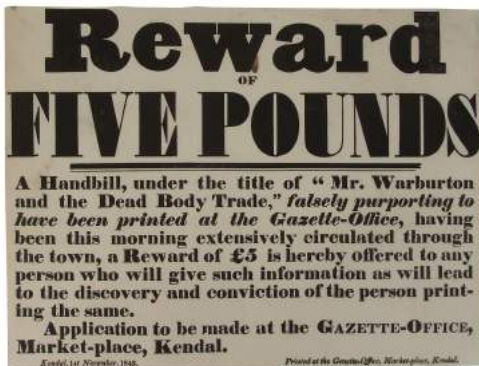 Reward
OF
FIVE POUNDS
A Handbill, under the title of “ Mr. Warburton
and the Dead Body Trade,” falsely purporting to
have been printed at the Gazette-Office, having
been this morning extensively circulated through
the town, a Reward of £5 is hereby offered to any
person who will give such information as will lead
to the discovery and conviction of the person print-
ing the same.
Application to be made at the GAZETTE-OFFICE,
Market-place, Kendal.
Kendal, 1st November,
Printed at the Gazette-Office, Market-place, Kendal.